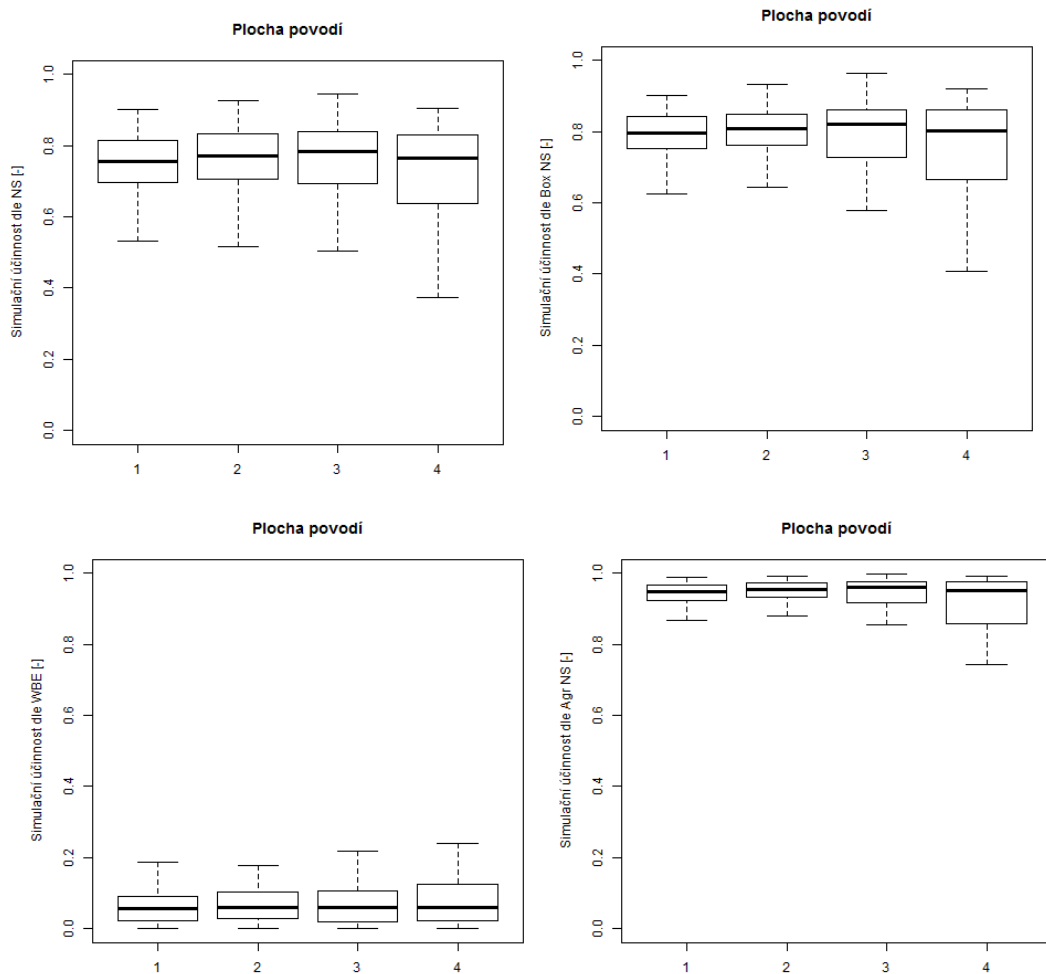 Plocha povodí
Simulační účinnost dle NS [-]
1.0
0.8
0.6
0.4
0.2
0.0
1 2 3 4
Plocha povodí
Simulační účinnost dle Box NS [-]
1.0
0.8
0.6
0.4
0.2
0.0
1 2 3 4
Plocha povodí
Simulační účinnost dle WBE [-]
1.0
0.8
0.6
0.4
0.2
0.0
1 2 3 4
Plocha povodí
Simulační účinnost dle Agr NS [-]
1.0
0.8
0.6
0.4
0.2
0.0
1 2 3 4